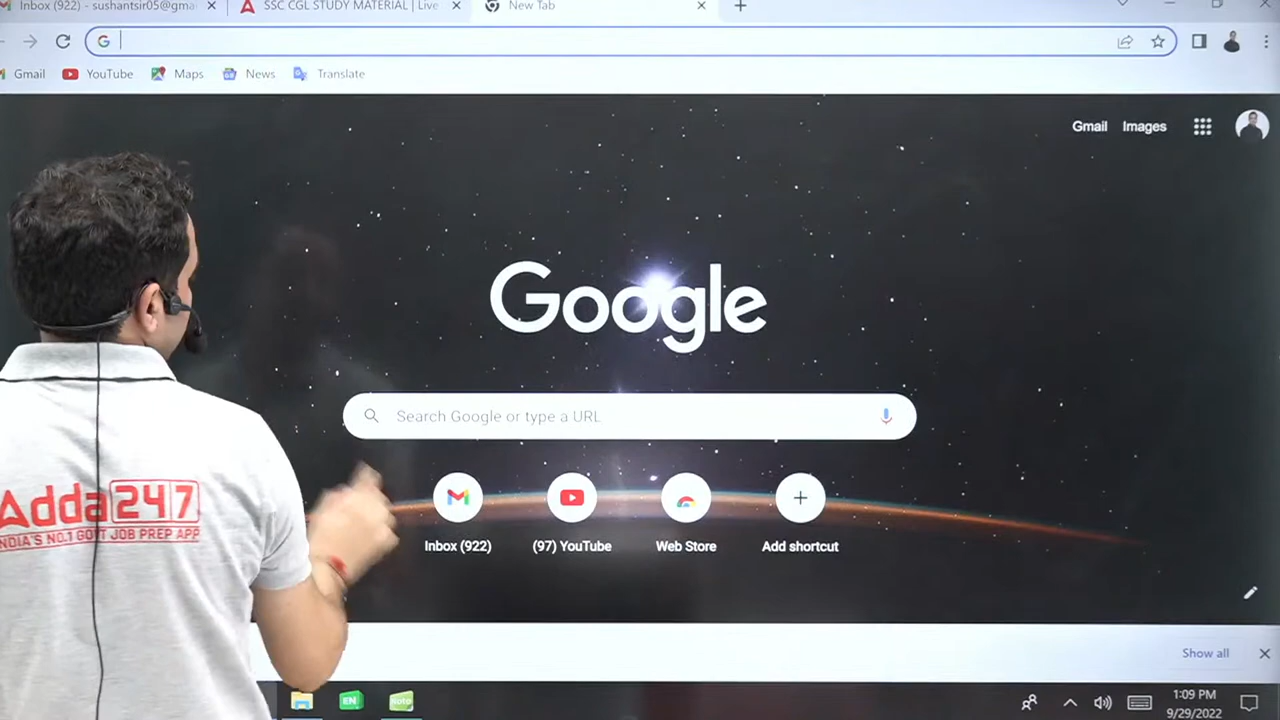 Inbox (922) - sushantsir05@gma
SSC CGL STUDY MATERIAL | Live
New Tab
Gmail
YouTube
Maps
News
Translate
Gmail
Images
Google
Search Google or type a URL
Inbox (922)
(97) YouTube
Web Store
Add shortcut
Adda247
INDIA'S NO.1 GOVT JOB PREP APP
Show all
EN
Note
1:09 PM
9/29/2022